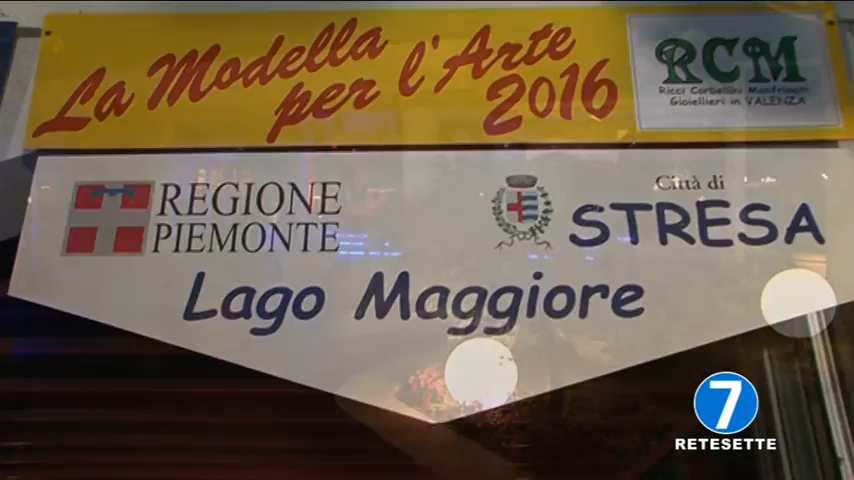 La Modella
per l'Arte
2016
RCM
Ricci Corbellini Manfrinati
Gioiellieri in VALENZA
REGIONE
PIEMONTE
Città di
STRESA
Lago Maggiore
7
RETESETTE